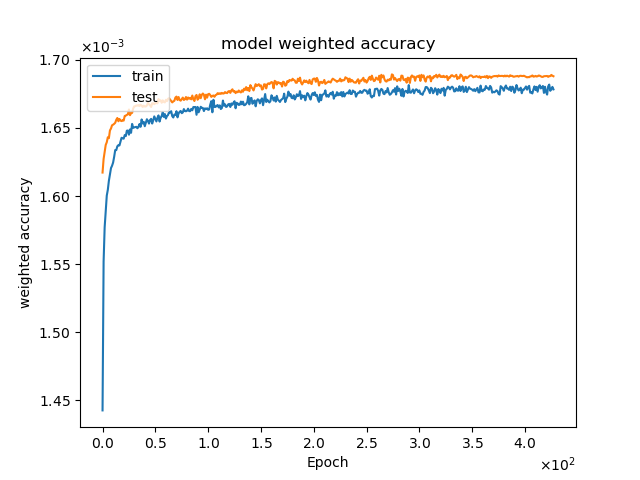 model weighted accuracy
×10⁻³
1.70
1.65
1.60
1.55
1.50
1.45
weighted accuracy
train
test
0.0 0.5 1.0 1.5 2.0 2.5 3.0 3.5 4.0
Epoch
×10²